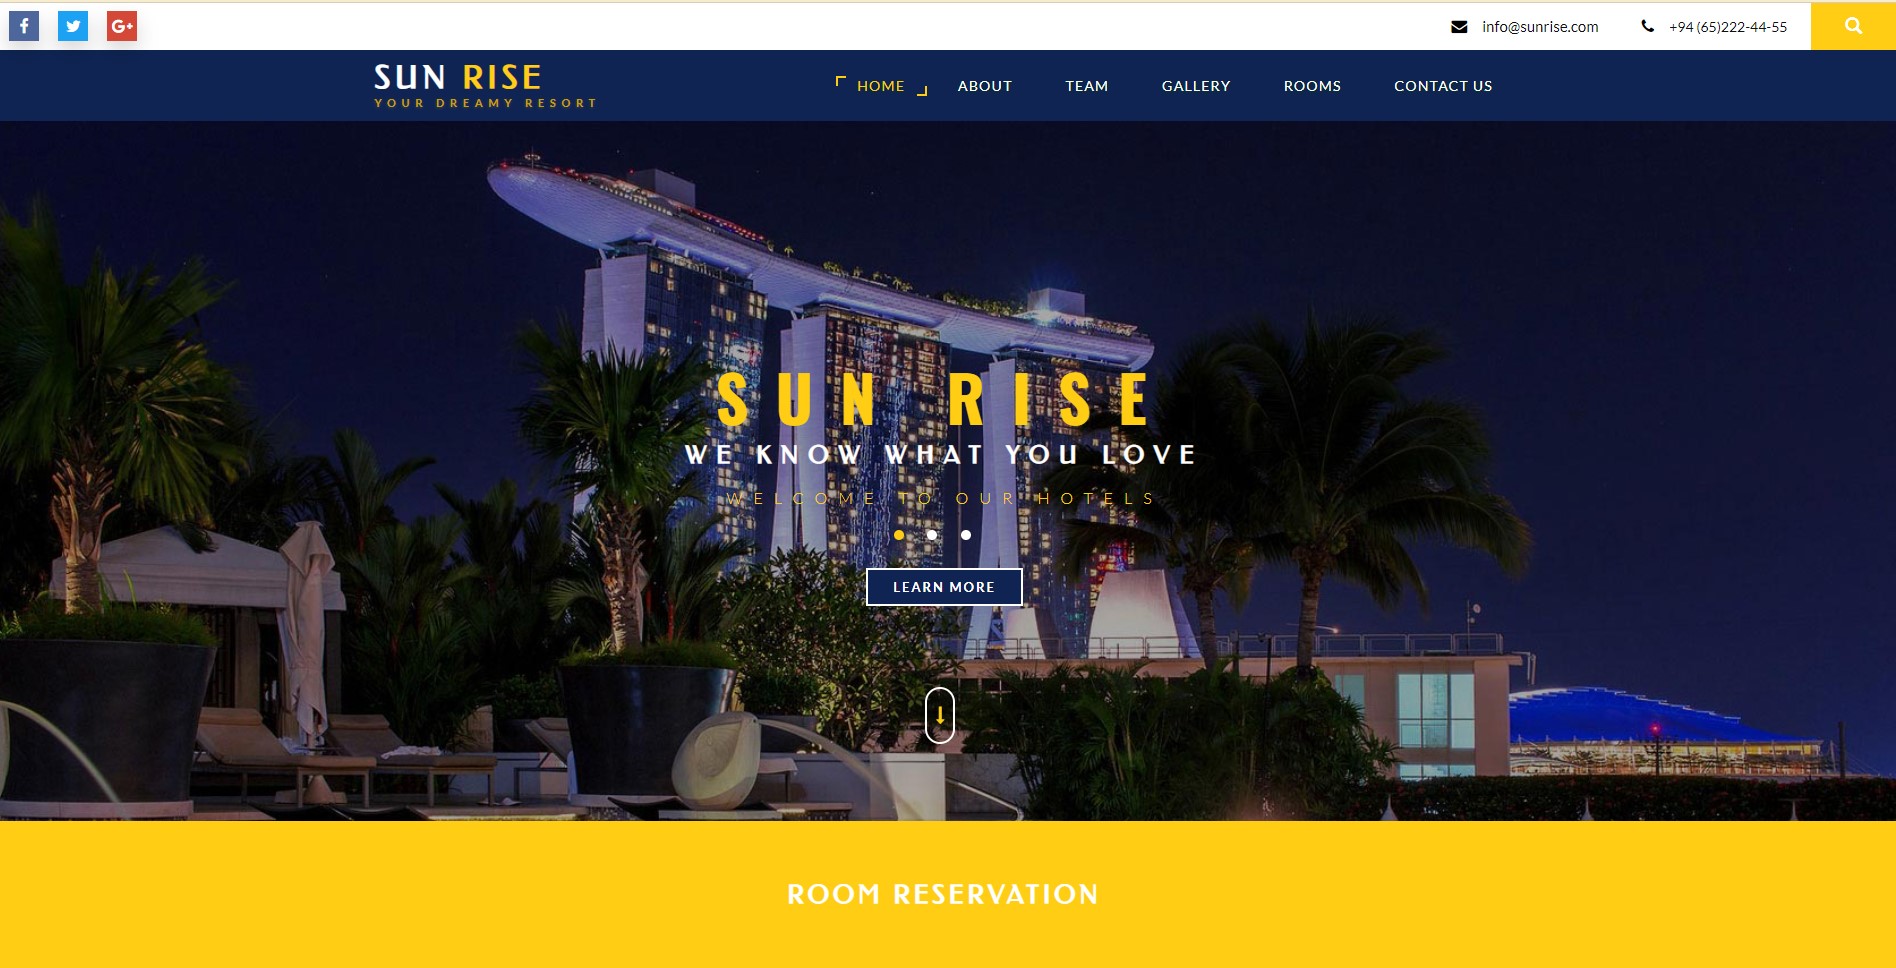 info@sunrise.com
+94 (65)222-44-55
SUN RISE
YOUR DREAMY RESORT
HOME
ABOUT
TEAM
GALLERY
ROOMS
CONTACT US
SUN RISE
WE KNOW WHAT YOU LOVE
WELCOME TO OUR HOTELS
LEARN MORE
ROOM RESERVATION